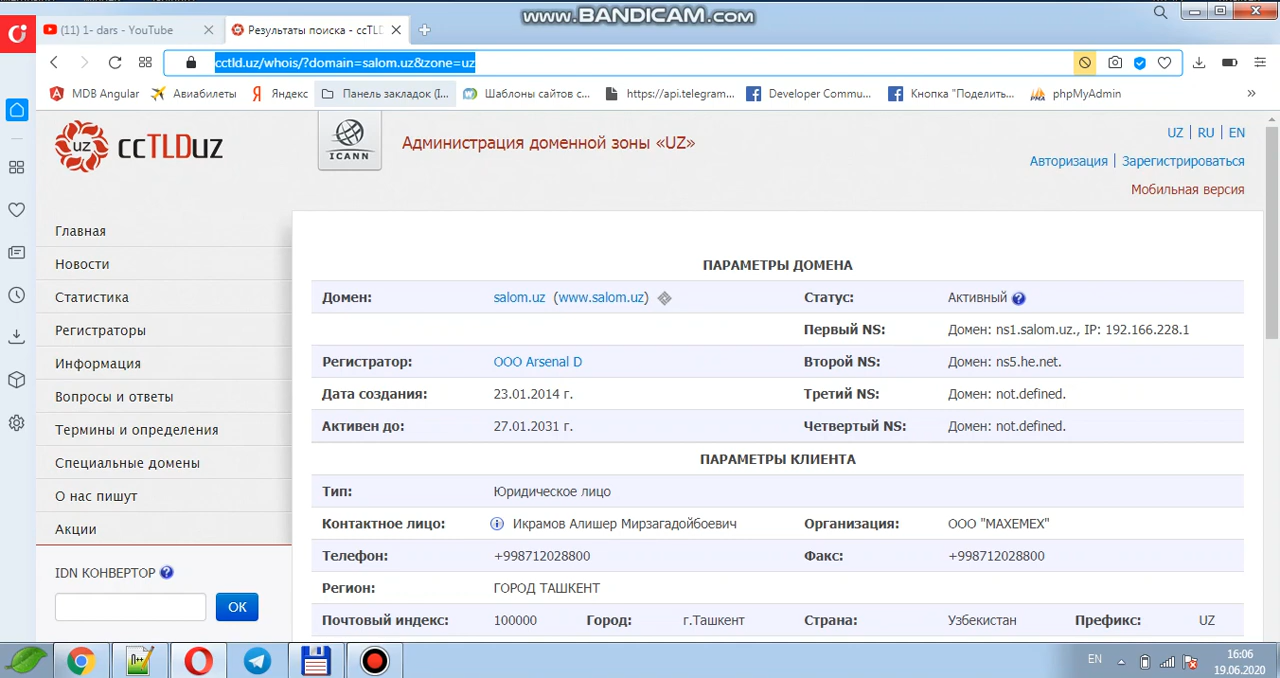 www.BANDICAM.com
(11) 1- dars - YouTube
Результаты поиска - ccTLD
cctld.uz/whois/?domain=salom.uz&zone=uz
MDB Angular
Авиабилеты
Яндекс
Панель закладок (I...
Шаблоны сайтов с...
https://api.telegram...
Developer Commu...
Кнопка "Поделить...
phpMyAdmin
»
UZ
ccTLDuz
ICANN
Администрация доменной зоны «UZ»
UZ | RU | EN
Авторизация | Зарегистрироваться
Мобильная версия
Главная
Новости
Статистика
Регистраторы
Информация
Вопросы и ответы
Термины и определения
Специальные домены
О нас пишут
Акции
IDN КОНВЕРТОР ?
OK
ПАРАМЕТРЫ ДОМЕНА
Домен: salom.uz (www.salom.uz) Статус: Активный ?
Первый NS: Домен: ns1.salom.uz., IP: 192.166.228.1
Регистратор: ООО Arsenal D Второй NS: Домен: ns5.he.net.
Дата создания: 23.01.2014 г. Третий NS: Домен: not.defined.
Активен до: 27.01.2031 г. Четвертый NS: Домен: not.defined.
ПАРАМЕТРЫ КЛИЕНТА
Тип: Юридическое лицо
Контактное лицо: i Икрамов Алишер Мирзагадойбоевич Организация: ООО "MAXEMEX"
Телефон: +998712028800 Факс: +998712028800
Регион: ГОРОД ТАШКЕНТ
Почтовый индекс: 100000 Город: г.Ташкент Страна: Узбекистан Префикс: UZ
EN
16:06
19.06.2020